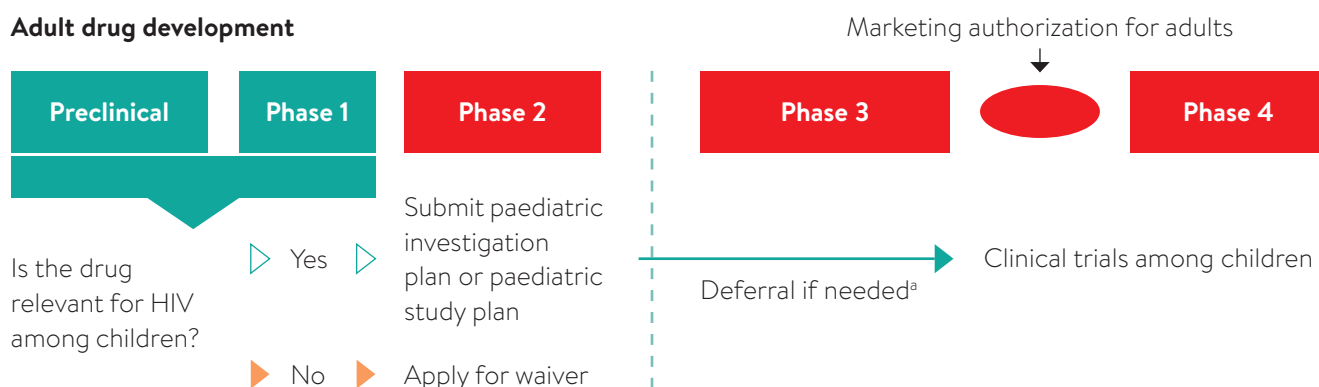 Adult drug development
Marketing authorization for adults
Preclinical
Phase 1
Phase 2
Phase 3
Phase 4
Is the drug
relevant for HIV
among children?
Yes
Submit paediatric
investigation
plan or paediatric
study plan
Deferral if neededᵃ
Clinical trials among children
No
Apply for waiver